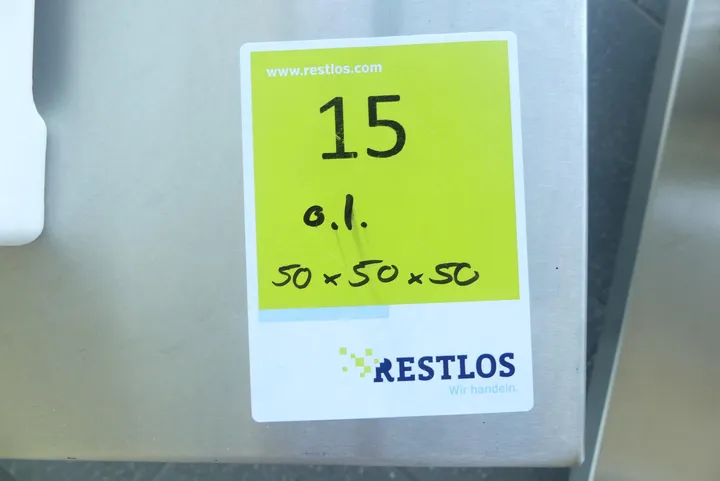 www.restlos.com
15
o.l.
50 x 50 x 50
RESTLOS
Wir handeln.